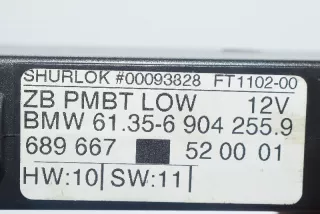 SHURLOK #00093828 FT1102-00
ZB PMBT LOW 12V
BMW 61.35-6 904 255.9
689 667 52 00 01
HW:10 SW:11